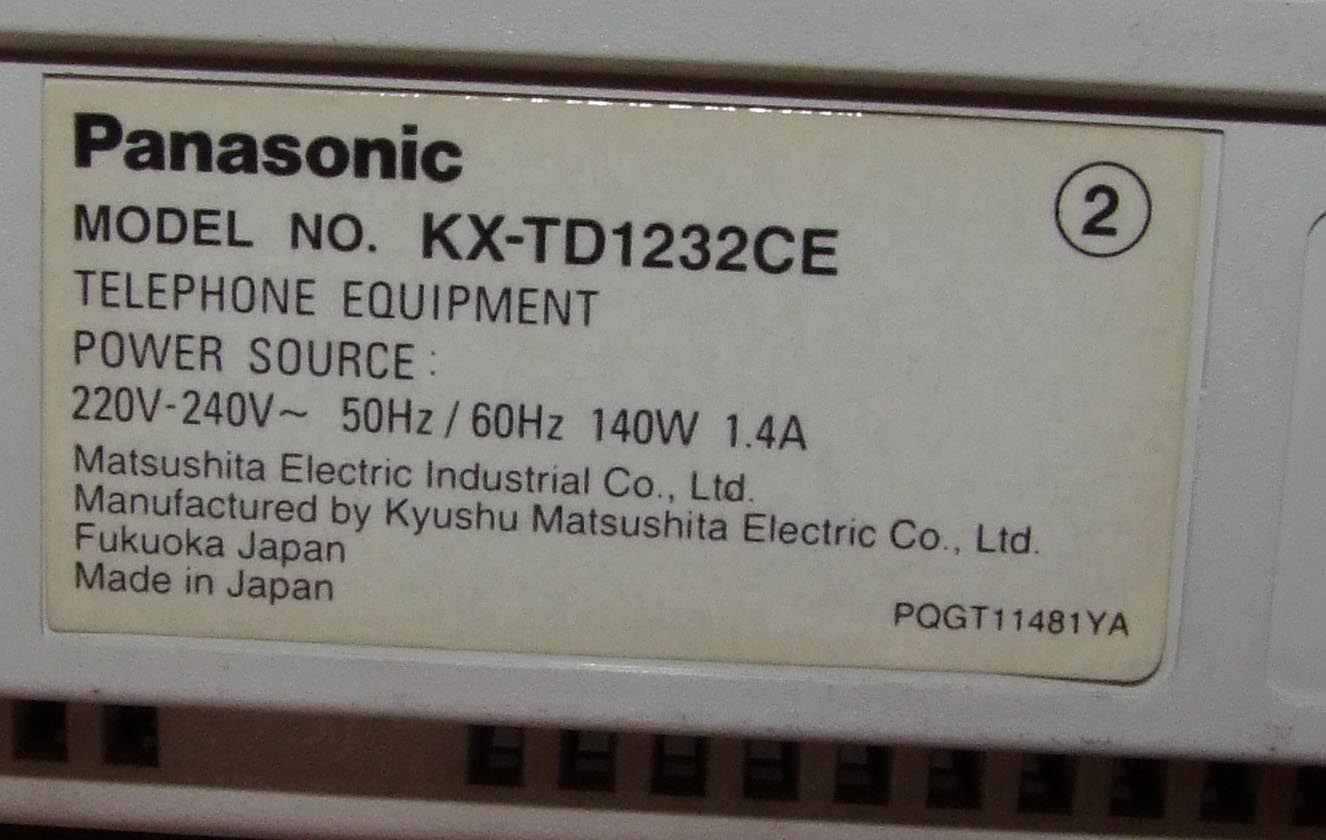 Panasonic
②
MODEL NO. KX-TD1232CE
TELEPHONE EQUIPMENT
POWER SOURCE:
220V-240V~ 50Hz/60Hz 140W 1.4A
Matsushita Electric Industrial Co., Ltd.
Manufactured by Kyushu Matsushita Electric Co., Ltd.
Fukuoka Japan
Made in Japan
PQGT11481YA